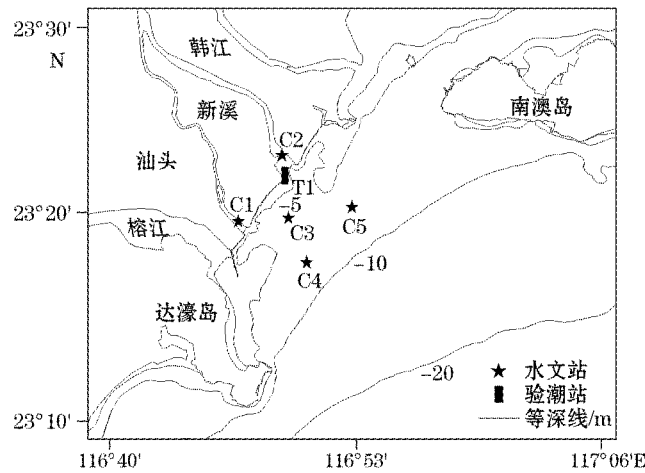 23°30′
N
韩江
新溪
南澳岛
汕头
C2
T1
C1
-5
23°20′
C3
C5
榕江
C4
-10
达濠岛
-20
水文站
验潮站
等深线/m
23°10′
116°40′
116°53′
117°06′E